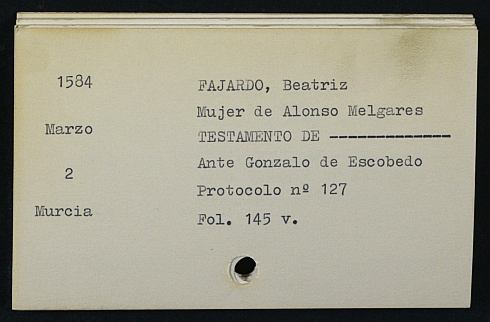 1584
Marzo
2
Murcia
FAJARDO, Beatriz
Mujer de Alonso Melgares
TESTAMENTO DE -------------
Ante Gonzalo de Escobedo
Protocolo nº 127
Fol. 145 v.